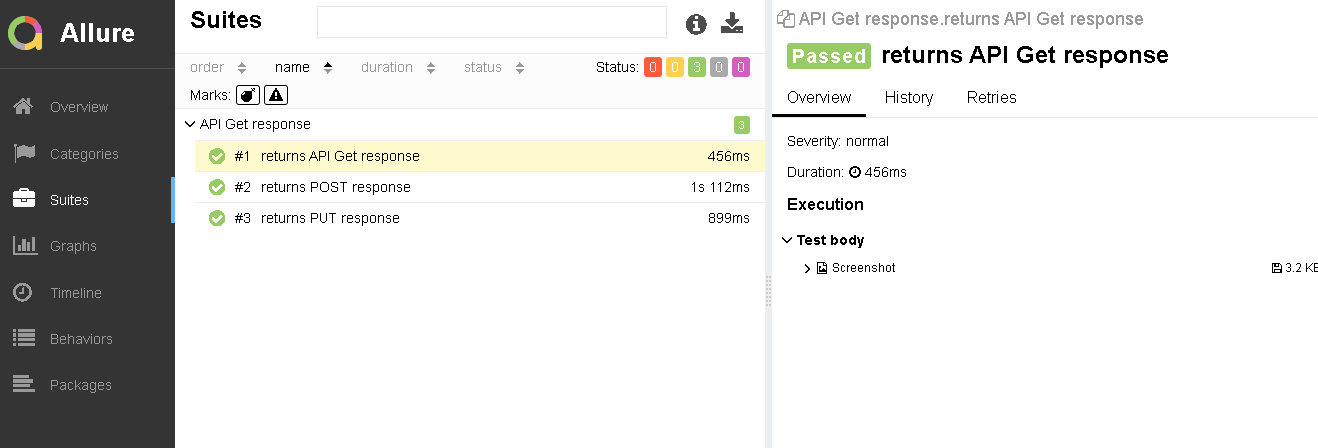 Allure
Overview
Categories
Suites
Graphs
Timeline
Behaviors
Packages
Suites
order name duration status Status: 0 0 3 0 0
Marks:
API Get response 3
#1 returns API Get response 456ms
#2 returns POST response 1s 112ms
#3 returns PUT response 899ms
API Get response.returns API Get response
Passed returns API Get response
Overview History Retries
Severity: normal
Duration: 456ms
Execution
Test body
Screenshot 3.2 KB